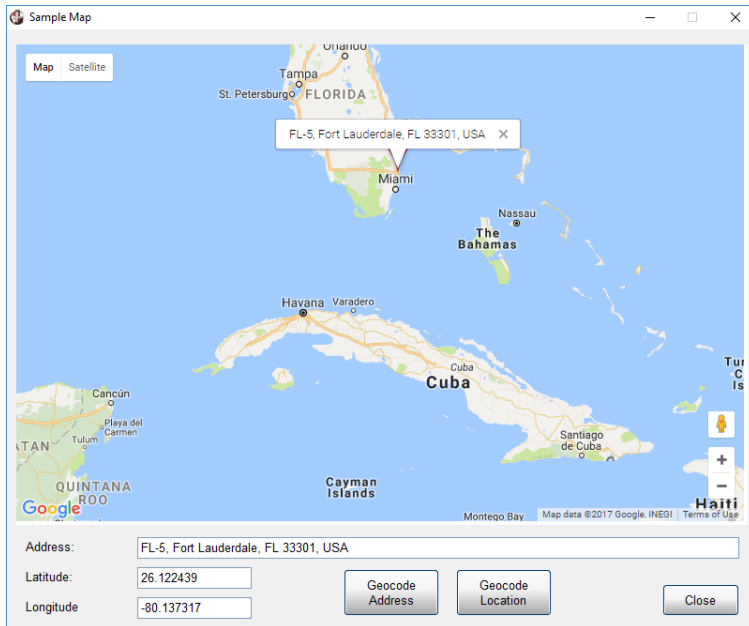 Sample Map
Map Satellite
Orlando
Tampa
St. Petersburg
FLORIDA
FL-5, Fort Lauderdale, FL 33301, USA
Miami
Nassau
The
Bahamas
Havana Varadero
Cuba
Cuba
Cancún
Playa del
Carmen
Tulum
ATAN
Santiago
de Cuba
QUINTANA
ROO
Cayman
Islands
Haiti
Google
Montego Bay
Map data ©2017 Google, INEGI Terms of Use
Address: FL-5, Fort Lauderdale, FL 33301, USA
Latitude: 26.122439
Longitude -80.137317
Geocode
Address
Geocode
Location
Close